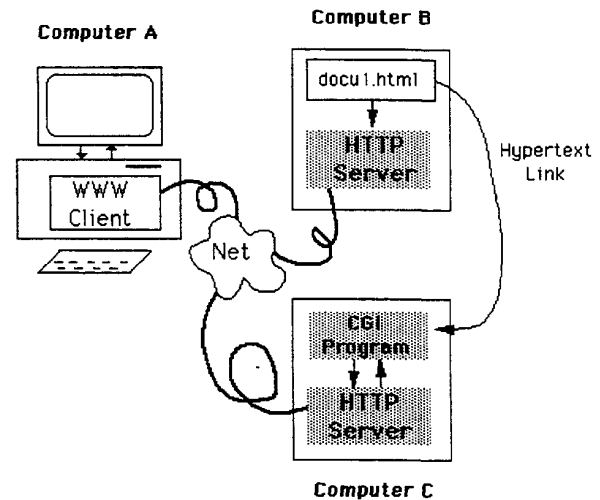 Computer A
WWW
Client
Net
Computer B
docu1.html
HTTP
Server
Hypertext
Link
CGI
Program
HTTP
Server
Computer C